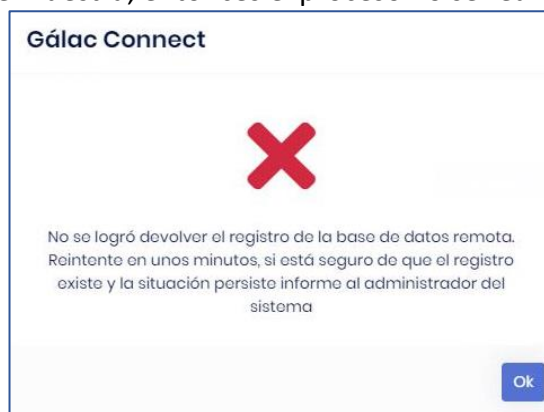 Gálac Connect
No se logró devolver el registro de la base de datos remota.
Reintente en unos minutos, si está seguro de que el registro
existe y la situación persiste informe al administrador del
sistema
Ok